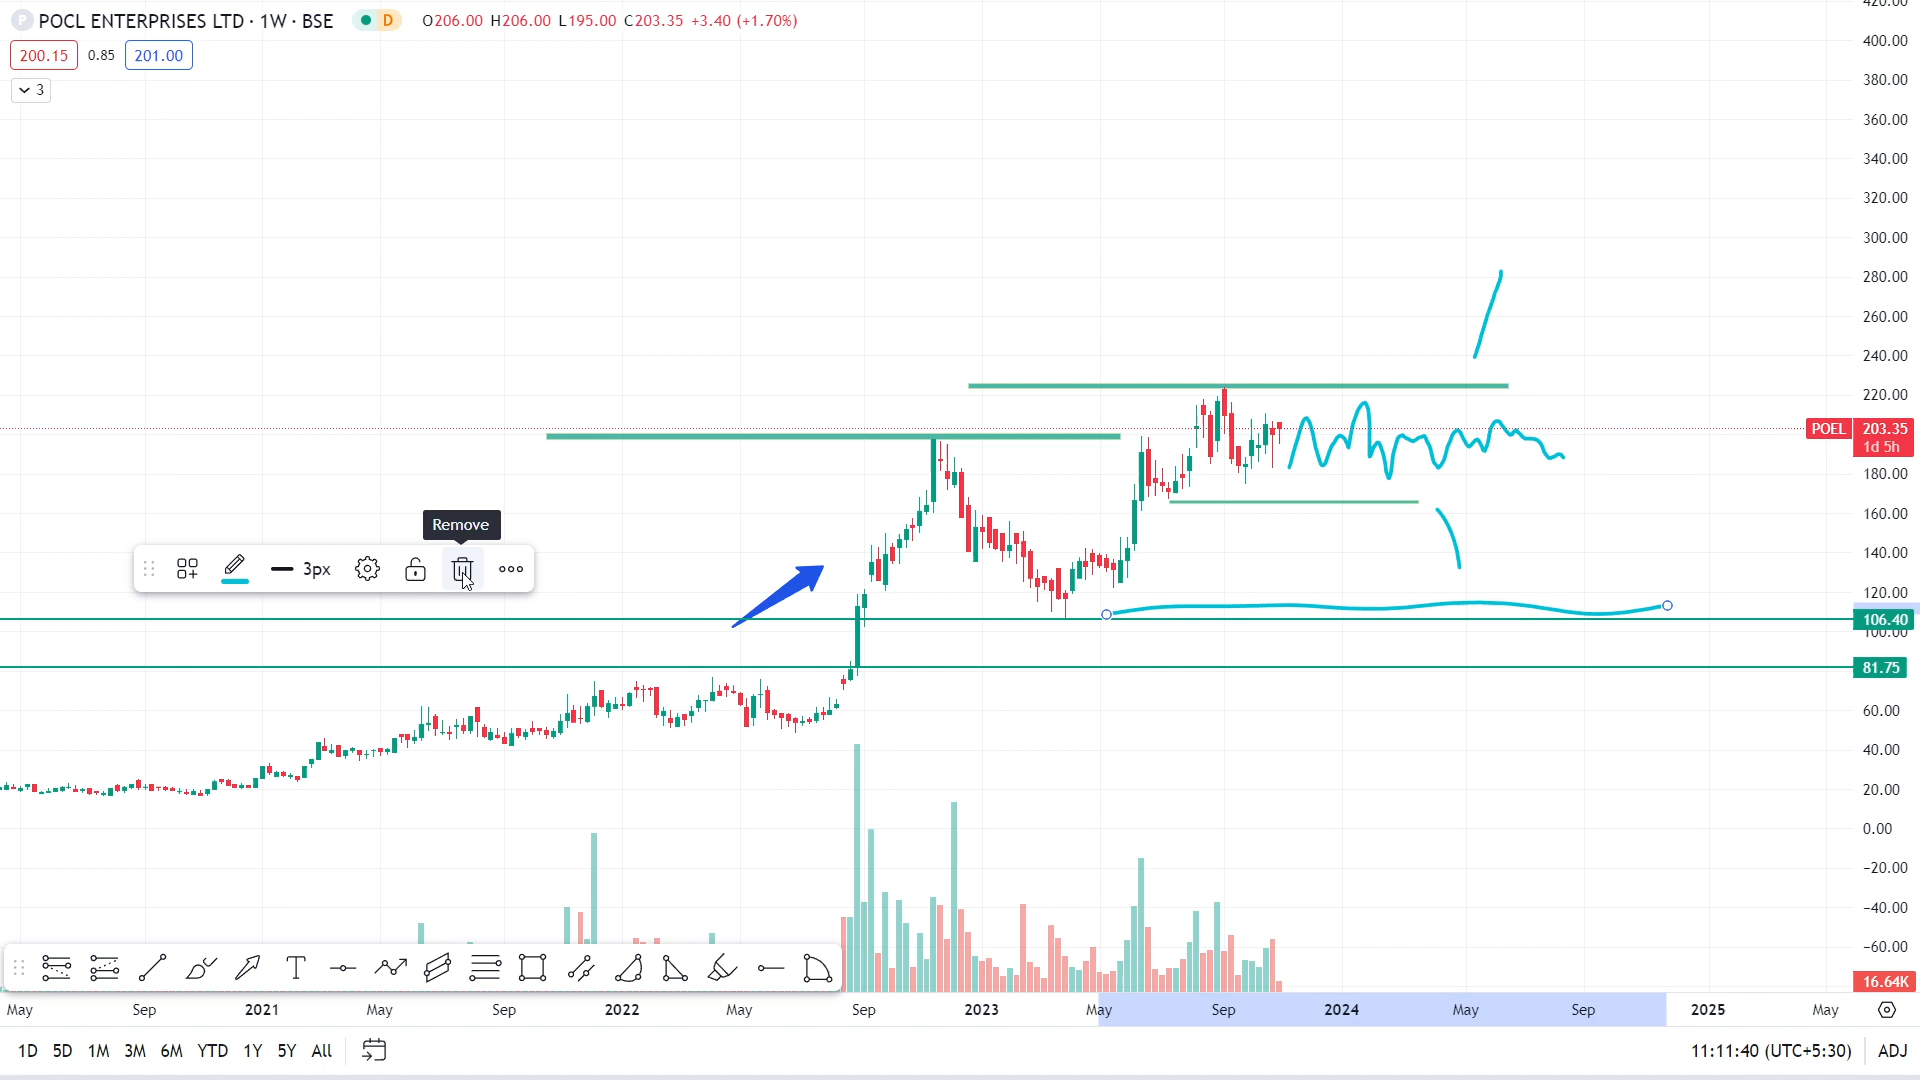 420.00
P POCL ENTERPRISES LTD · 1W · BSE D O206.00 H206.00 L195.00 C203.35 +3.40 (+1.70%)
400.00
200.15 0.85 201.00
380.00
3
360.00
340.00
320.00
300.00
280.00
260.00
240.00
220.00
POEL 203.35
1d 5h
180.00
160.00
Remove
140.00
3px
120.00
106.40
100.00
81.75
60.00
40.00
20.00
0.00
−20.00
−40.00
−60.00
T
16.64K
May Sep 2021 May Sep 2022 May Sep 2023 May Sep 2024 May Sep 2025 May
1D 5D 1M 3M 6M YTD 1Y 5Y All 11:11:40 (UTC+5:30) ADJ